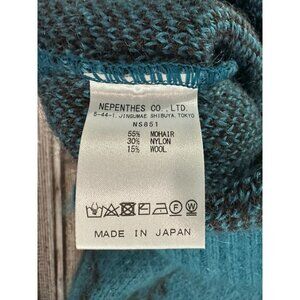 NEPENTHES CO., LTD.
5-44-1. JINGUMAE SHIBUYA TOKYO
NS851
55% MOHAIR
30% NYLON
15% WOOL
F W
MADE IN JAPAN